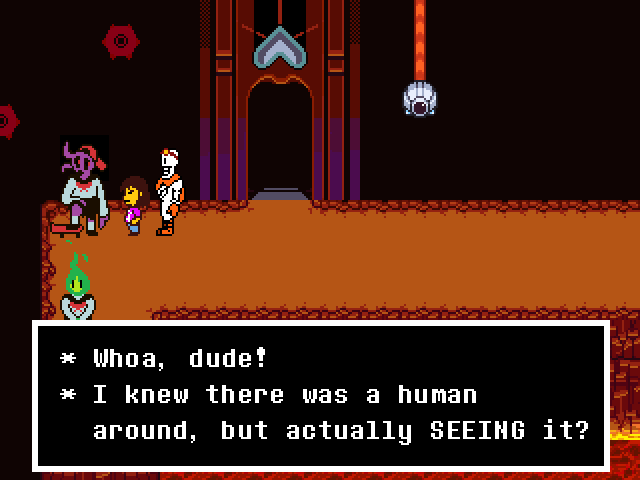 * Whoa, dude!
* I knew there was a human
around, but actually SEEING it?